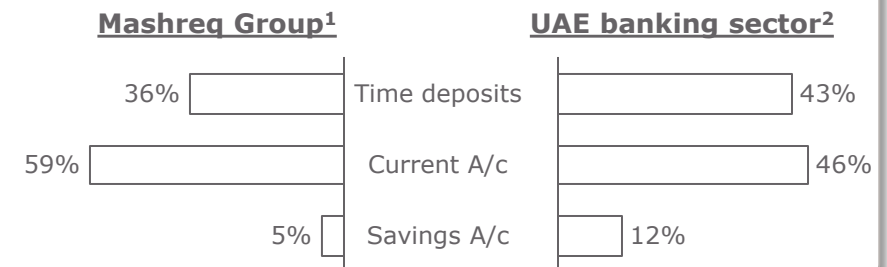 Mashreq Group¹ UAE banking sector²
36% Time deposits 43%
59% Current A/c 46%
5% Savings A/c 12%